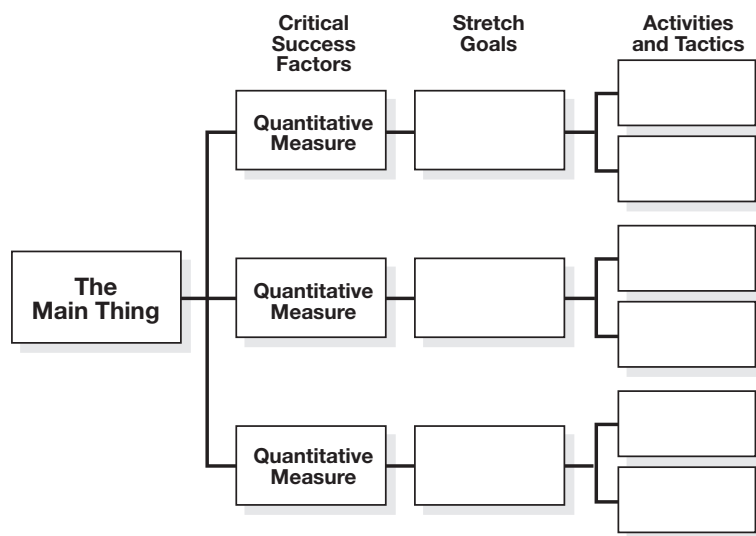 Critical
Success
Factors
Stretch
Goals
Activities
and Tactics
Quantitative
Measure
The
Main Thing
Quantitative
Measure
Quantitative
Measure